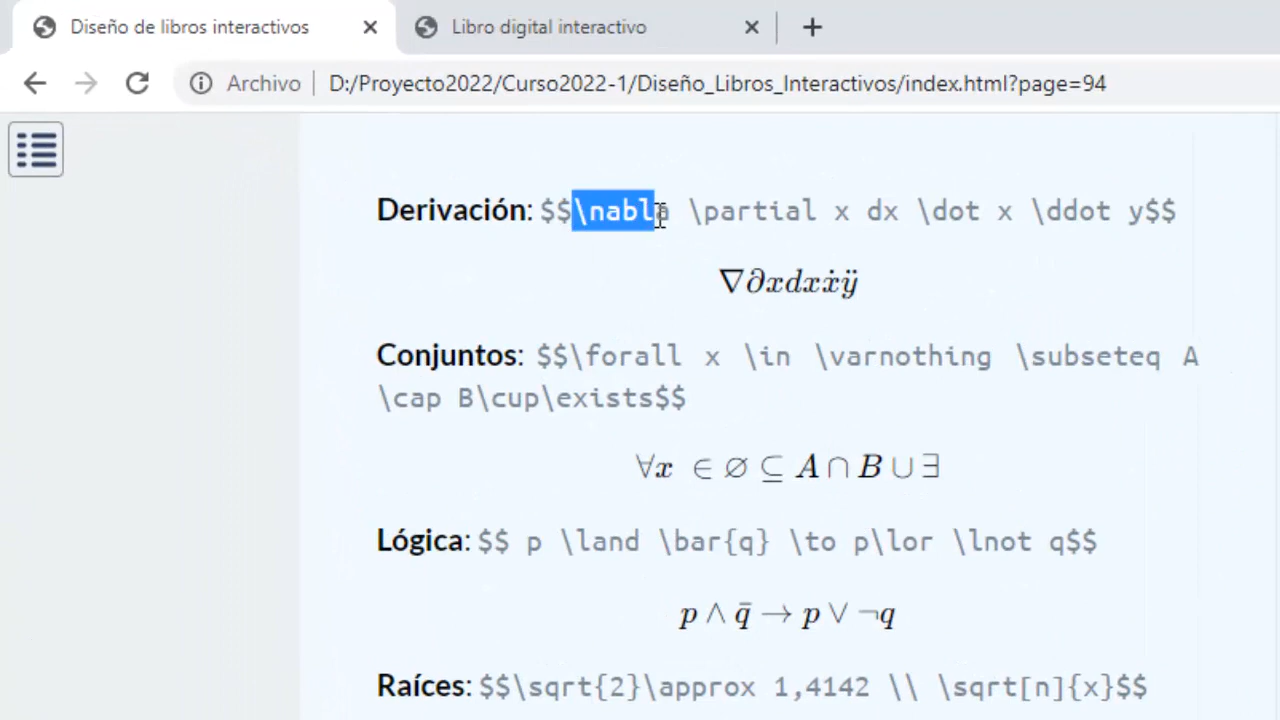 Diseño de libros interactivos
Libro digital interactivo
Archivo | D:/Proyecto2022/Curso2022-1/Diseño_Libros_Interactivos/index.html?page=94
Derivación: $$\nabla \partial x dx \dot x \ddot y$$
∇∂xdxẋÿ
Conjuntos: $$\forall x \in \varnothing \subseteq A
\cap B\cup\exists$$
∀x ∈ ∅ ⊆ A ∩ B ∪ ∃
Lógica: $$ p \land \bar{q} \to p\lor \lnot q$$
p ∧ q̄ → p ∨ ¬q
Raíces: $$\sqrt{2}\approx 1,4142 \\ \sqrt[n]{x}$$